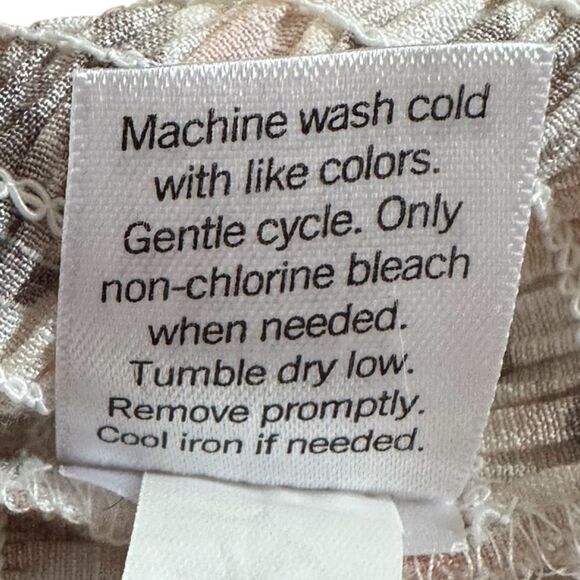 Machine wash cold
with like colors.
Gentle cycle. Only
non-chlorine bleach
when needed.
Tumble dry low.
Remove promptly.
Cool iron if needed.